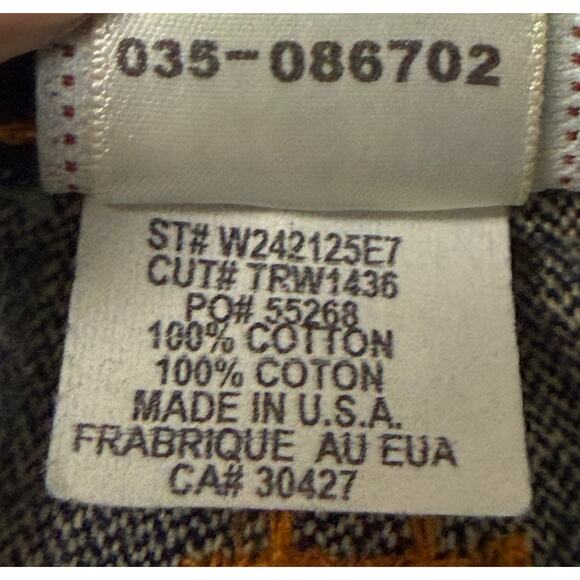 035-086702
ST# W242125E7
CUT# TRW1436
PO# 55268
100% COTTON
100% COTON
MADE IN U.S.A.
FRABRIQUE AU EUA
CA# 30427